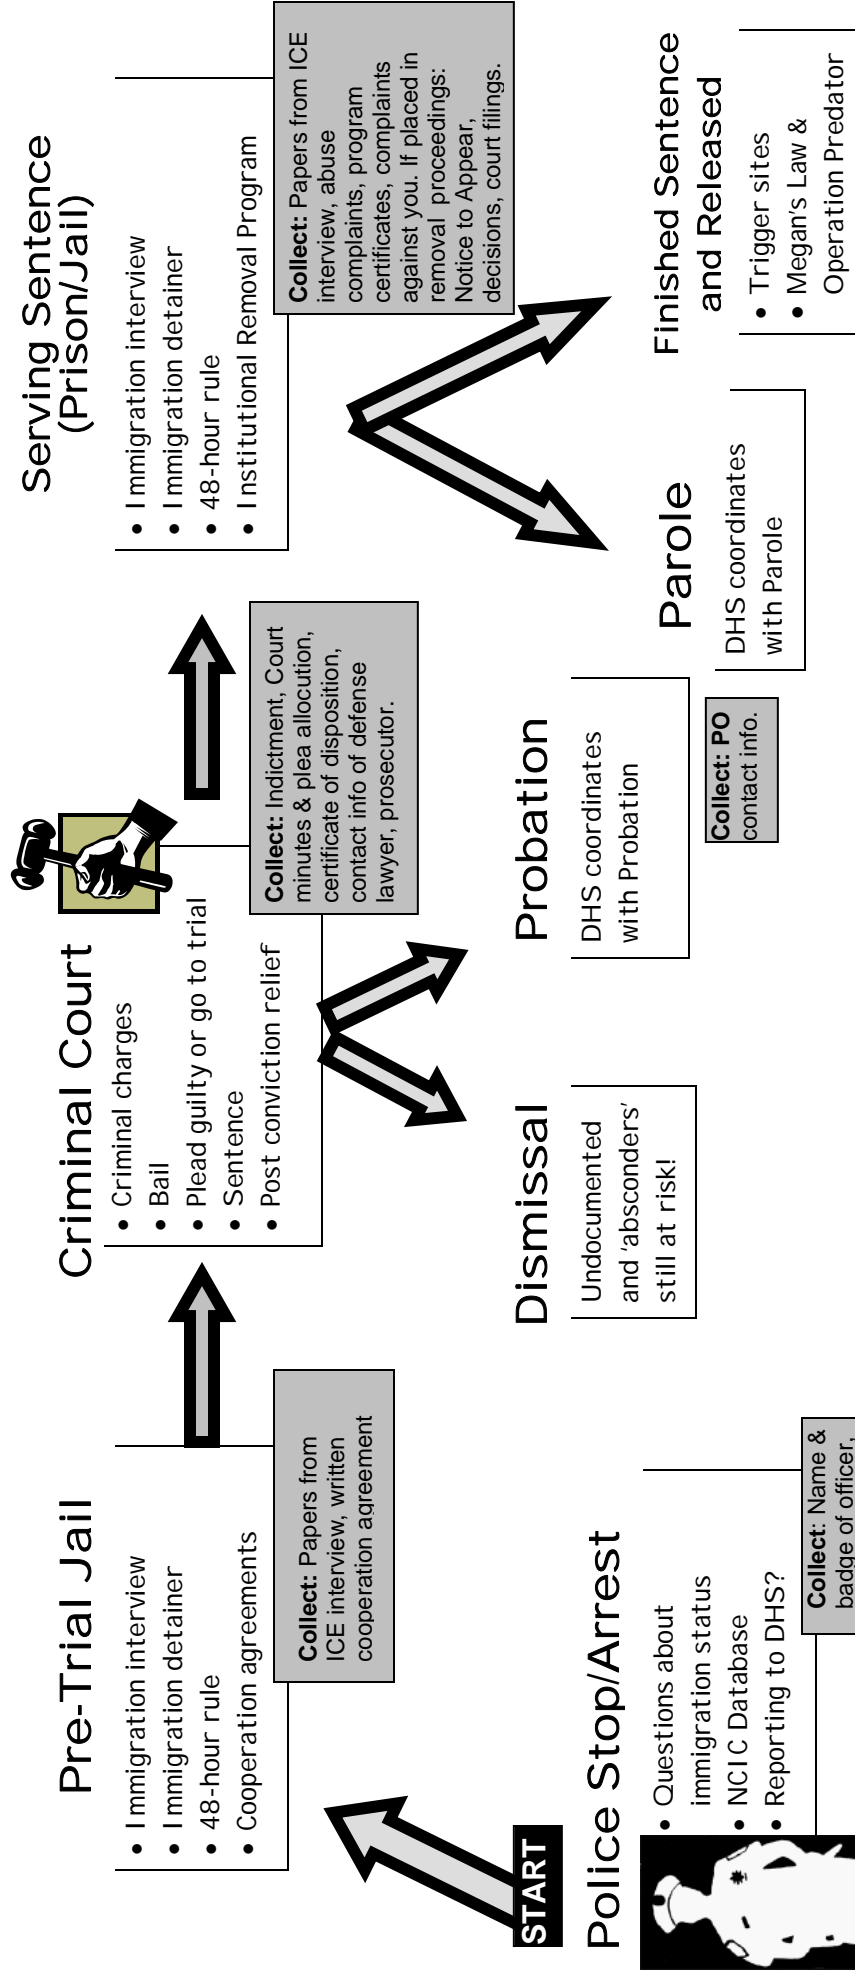 START
Police Stop/Arrest
• Questions about
immigration status
• NCIC Database
• Reporting to DHS?
Collect: Name &
badge of officer,
Pre-Trial Jail
• Immigration interview
• Immigration detainer
• 48-hour rule
• Cooperation agreements
Collect: Papers from
ICE interview, written
cooperation agreement
Criminal Court
• Criminal charges
• Bail
• Plead guilty or go to trial
• Sentence
• Post conviction relief
Collect: Indictment, Court
minutes & plea allocution,
certificate of disposition,
contact info of defense
lawyer, prosecutor.
Dismissal
Undocumented
and ‘absconders’
still at risk!
Probation
DHS coordinates
with Probation
Collect: PO
contact info.
Serving Sentence
(Prison/Jail)
• Immigration interview
• Immigration detainer
• 48-hour rule
• Institutional Removal Program
Collect: Papers from ICE
interview, abuse
complaints, program
certificates, complaints
against you. If placed in
removal proceedings:
Notice to Appear,
decisions, court filings.
Parole
DHS coordinates
with Parole
Finished Sentence
and Released
• Trigger sites
• Megan’s Law &
Operation Predator